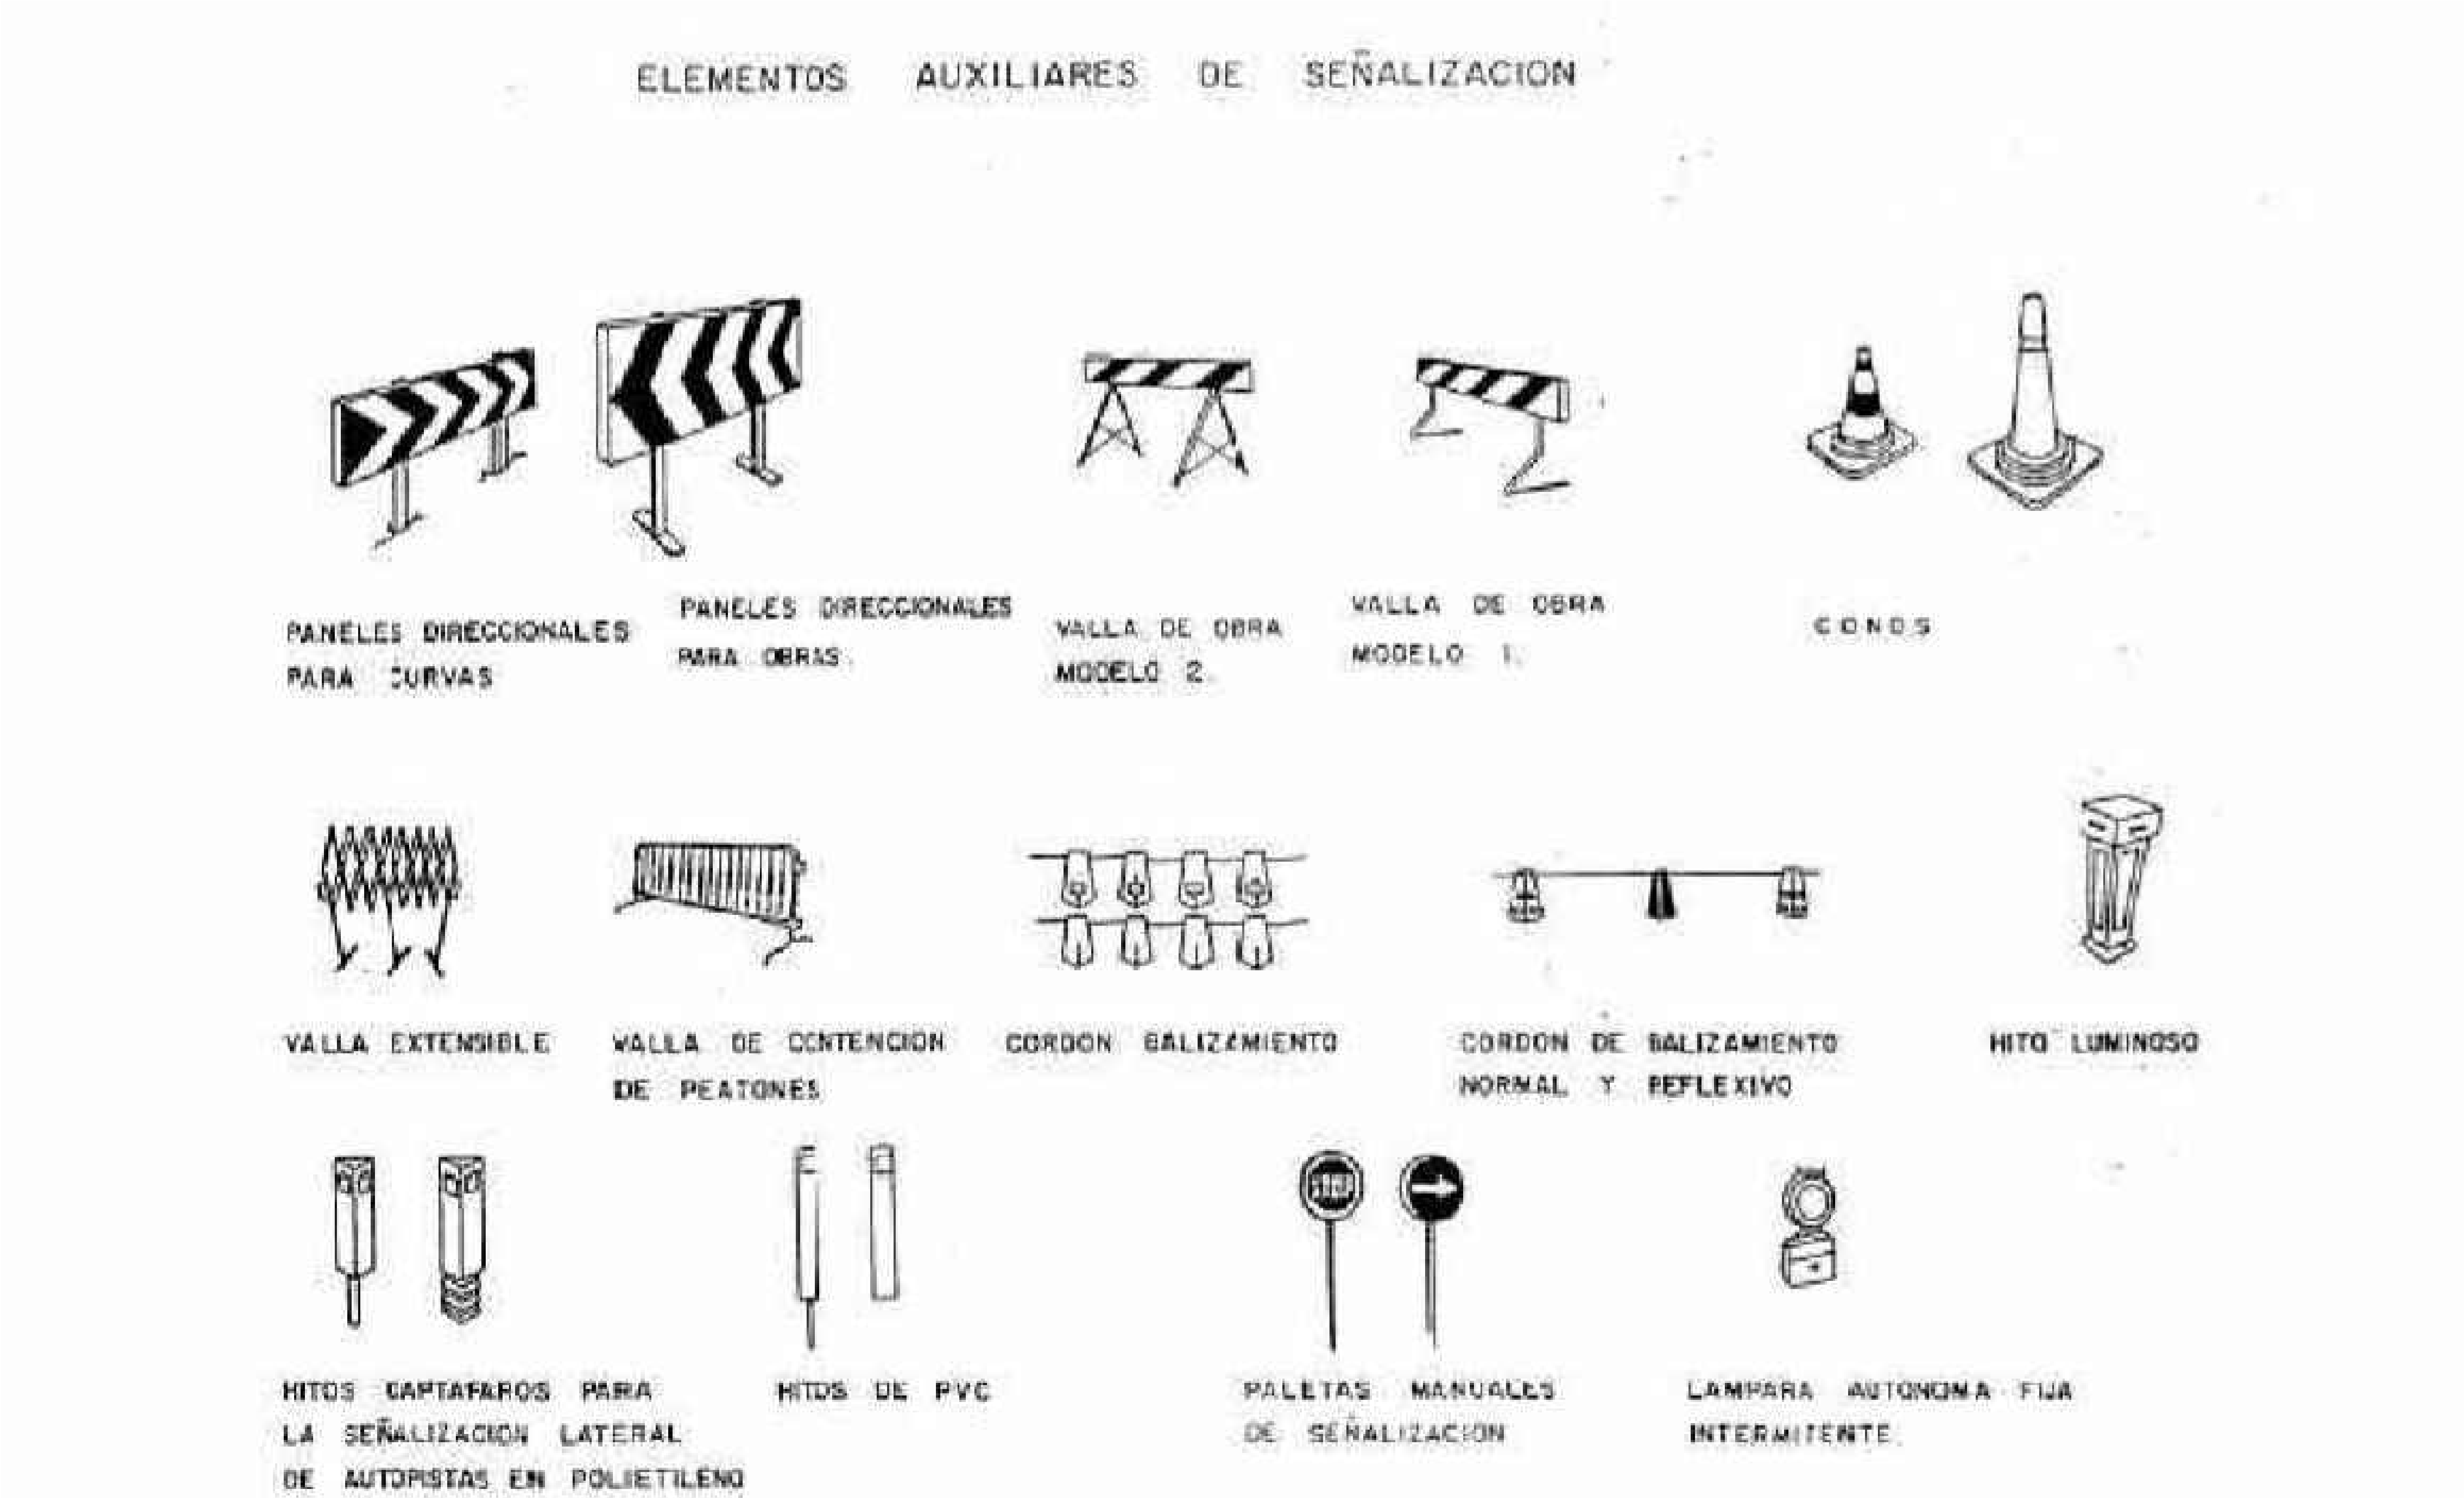 ELEMENTOS AUXILIARES DE SEÑALIZACION
PANELES DIRECCIONALES
PARA CURVAS
PANELES DIRECCIONALES
PARA OBRAS.
VALLA DE OBRA
MODELO 2.
VALLA DE OBRA
MODELO 1.
CONOS
VALLA EXTENSIBLE
VALLA DE CONTENCION
DE PEATONES
CORDON BALIZAMIENTO
CORDON DE BALIZAMIENTO
NORMAL Y REFLEXIVO
HITO LUMINOSO
HITOS CAPTAFAROS PARA
LA SEÑALIZACION LATERAL
DE AUTOPISTAS EN POLIETILENO
HITOS DE PVC
PALETAS MANUALES
DE SEÑALIZACION
LAMPARA AUTONOMA FIJA
INTERMITENTE.